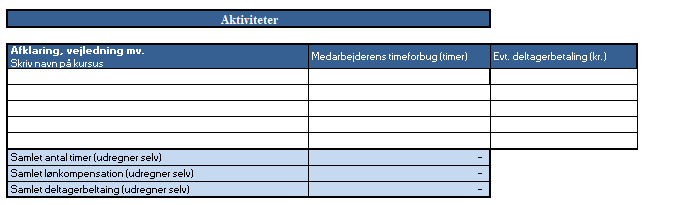 Aktiviteter
Afklaring, vejledning mv.
Skriv navn på kursus
Medarbejderens timeforbug (timer)
Evt. deltagerbetaling (kr.)
Samlet antal timer (udregner selv) -
Samlet lønkompensation (udregner selv) -
Samlet deltagerbeltaing (udregner selv) -